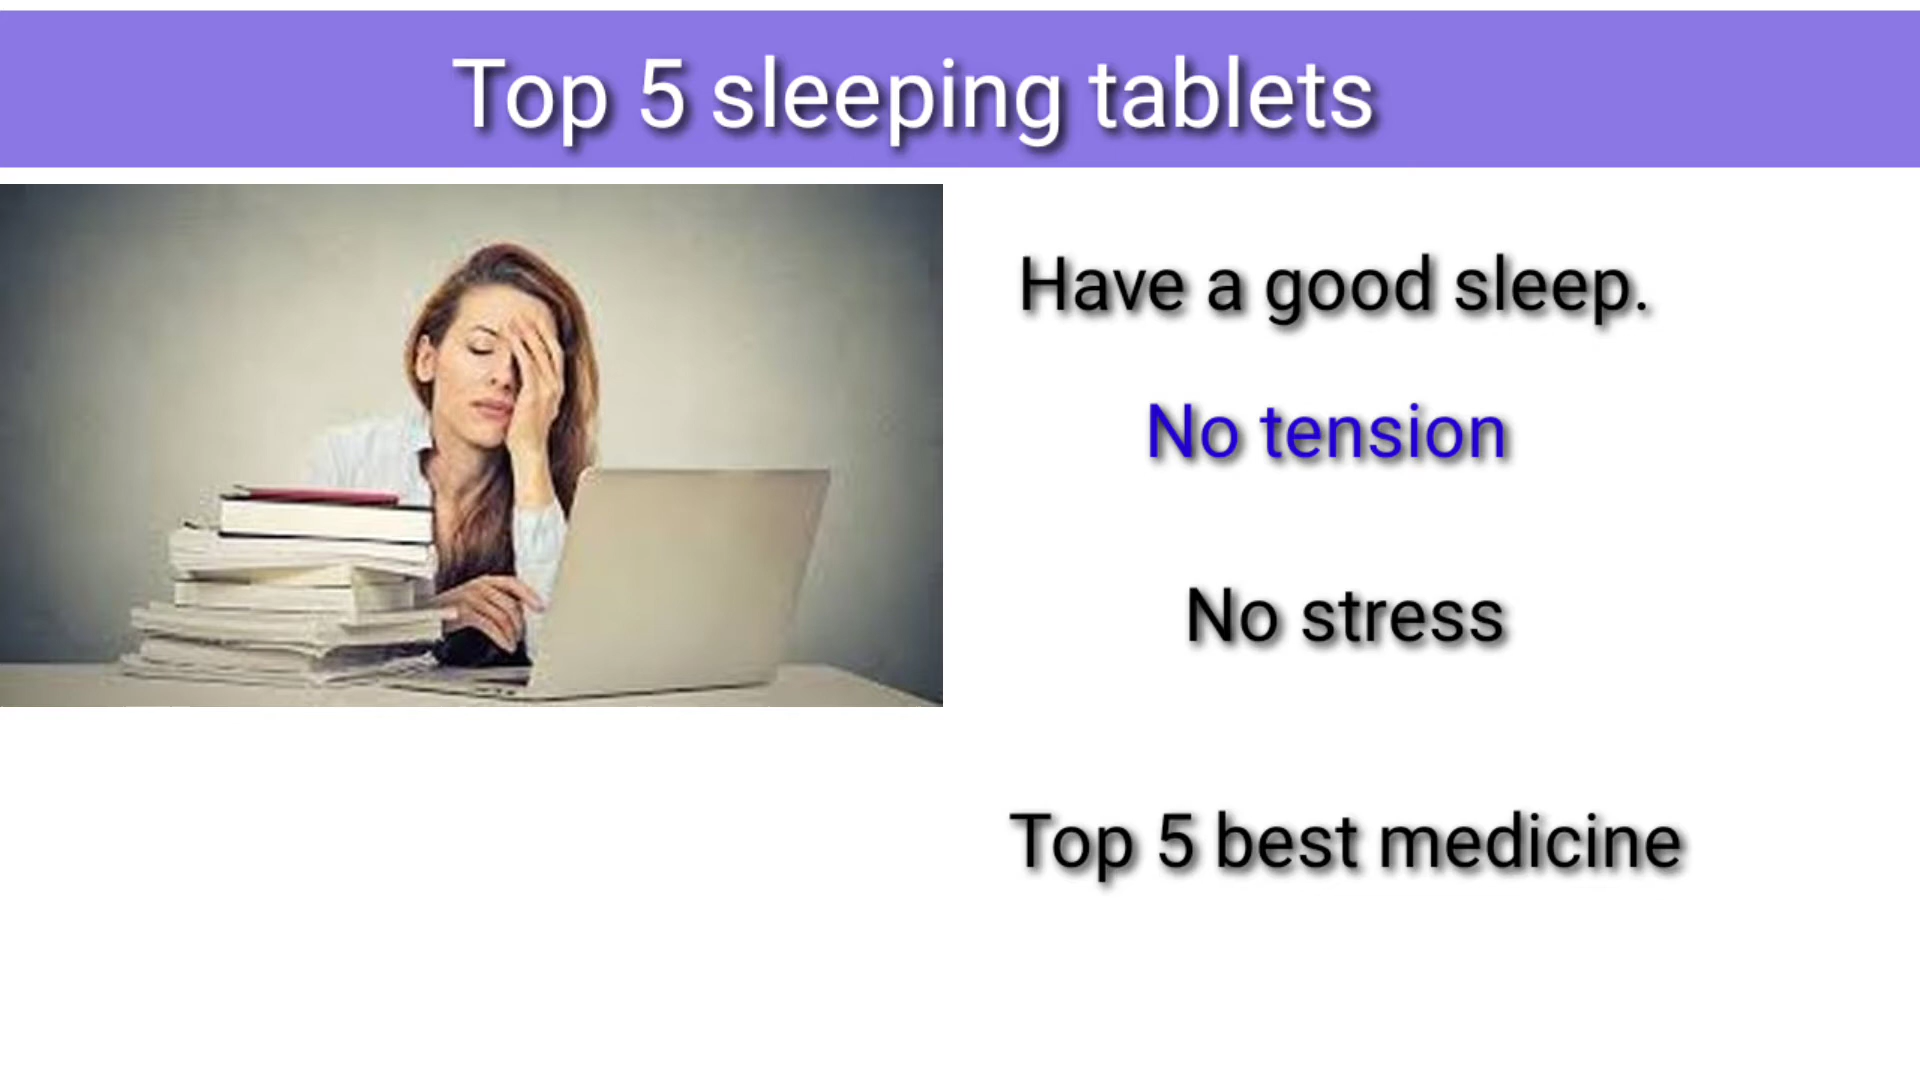 Top 5 sleeping tablets
Have a good sleep.
No tension
No stress
Top 5 best medicine